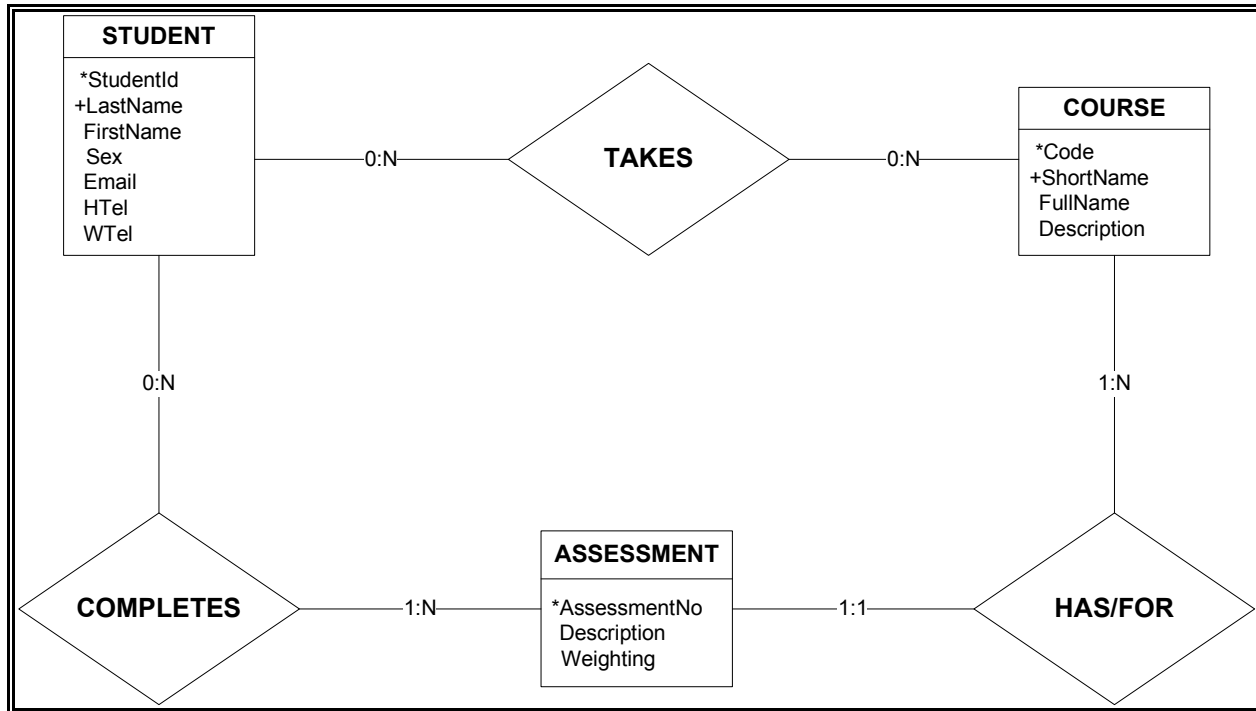 STUDENT
*StudentId
+LastName
FirstName
Sex
Email
HTel
WTel
0:N
TAKES
0:N
COURSE
*Code
+ShortName
FullName
Description
0:N
1:N
COMPLETES
1:N
ASSESSMENT
*AssessmentNo
Description
Weighting
1:1
HAS/FOR